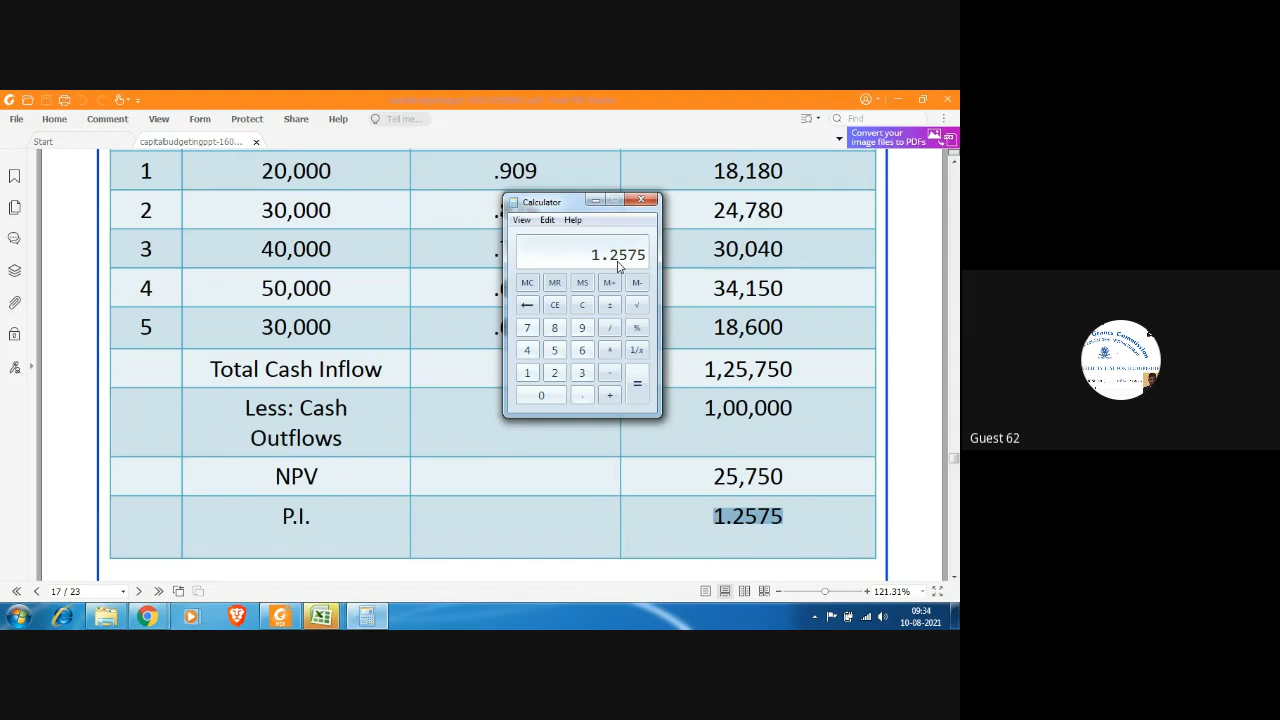 File Home Comment View Form Protect Share Help Tell me... Find
Start capitalbudgetingppt-160... Convert your
image files to PDFs
1 20,000 .909 18,180
2 30,000 24,780
3 40,000 30,040
4 50,000 34,150
5 30,000 18,600
Total Cash Inflow 1,25,750
Less: Cash
Outflows 1,00,000
NPV 25,750
P.I. 1.2575
Calculator
View Edit Help
1.2575
MC MR MS M+ M-
← CE C ± √
7 8 9 / %
4 5 6 * 1/x
1 2 3 - =
0 . +
Grants Commission
Guest 62
17 / 23 121.31%
09:34
10-08-2021